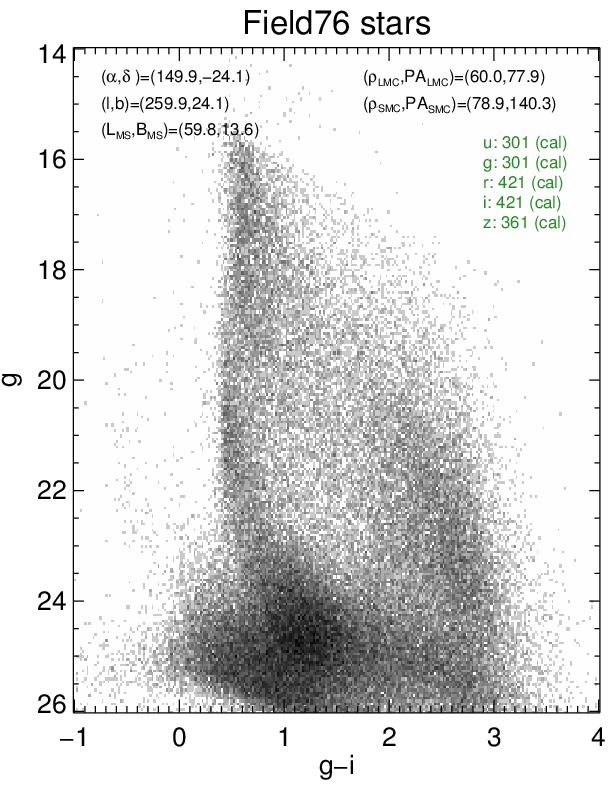 Field76 stars
(α,δ )=(149.9,−24.1)
(ρLMC,PALMC)=(60.0,77.9)
(l,b)=(259.9,24.1)
(ρSMC,PASMC)=(78.9,140.3)
(LMS,BMS)=(59.8,13.6)
u: 301 (cal)
g: 301 (cal)
r: 421 (cal)
i: 421 (cal)
z: 361 (cal)
14
16
18
20
22
24
26
g
−1 0 1 2 3 4
g−i